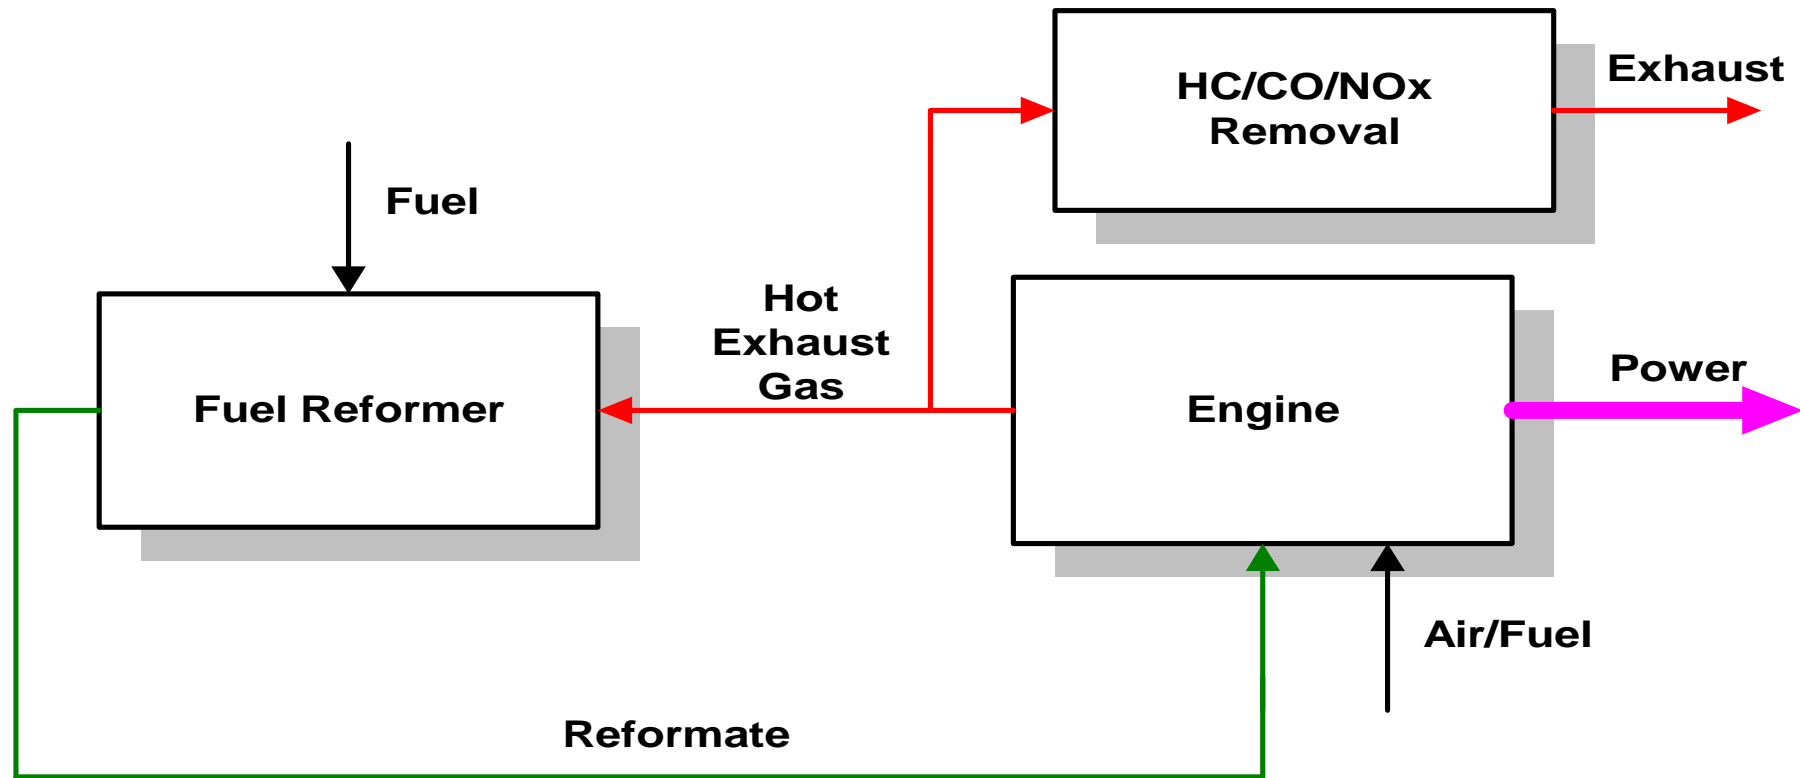 HC/CO/NOx
Removal
Exhaust
Fuel
Hot
Exhaust
Gas
Fuel Reformer
Engine
Power
Air/Fuel
Reformate